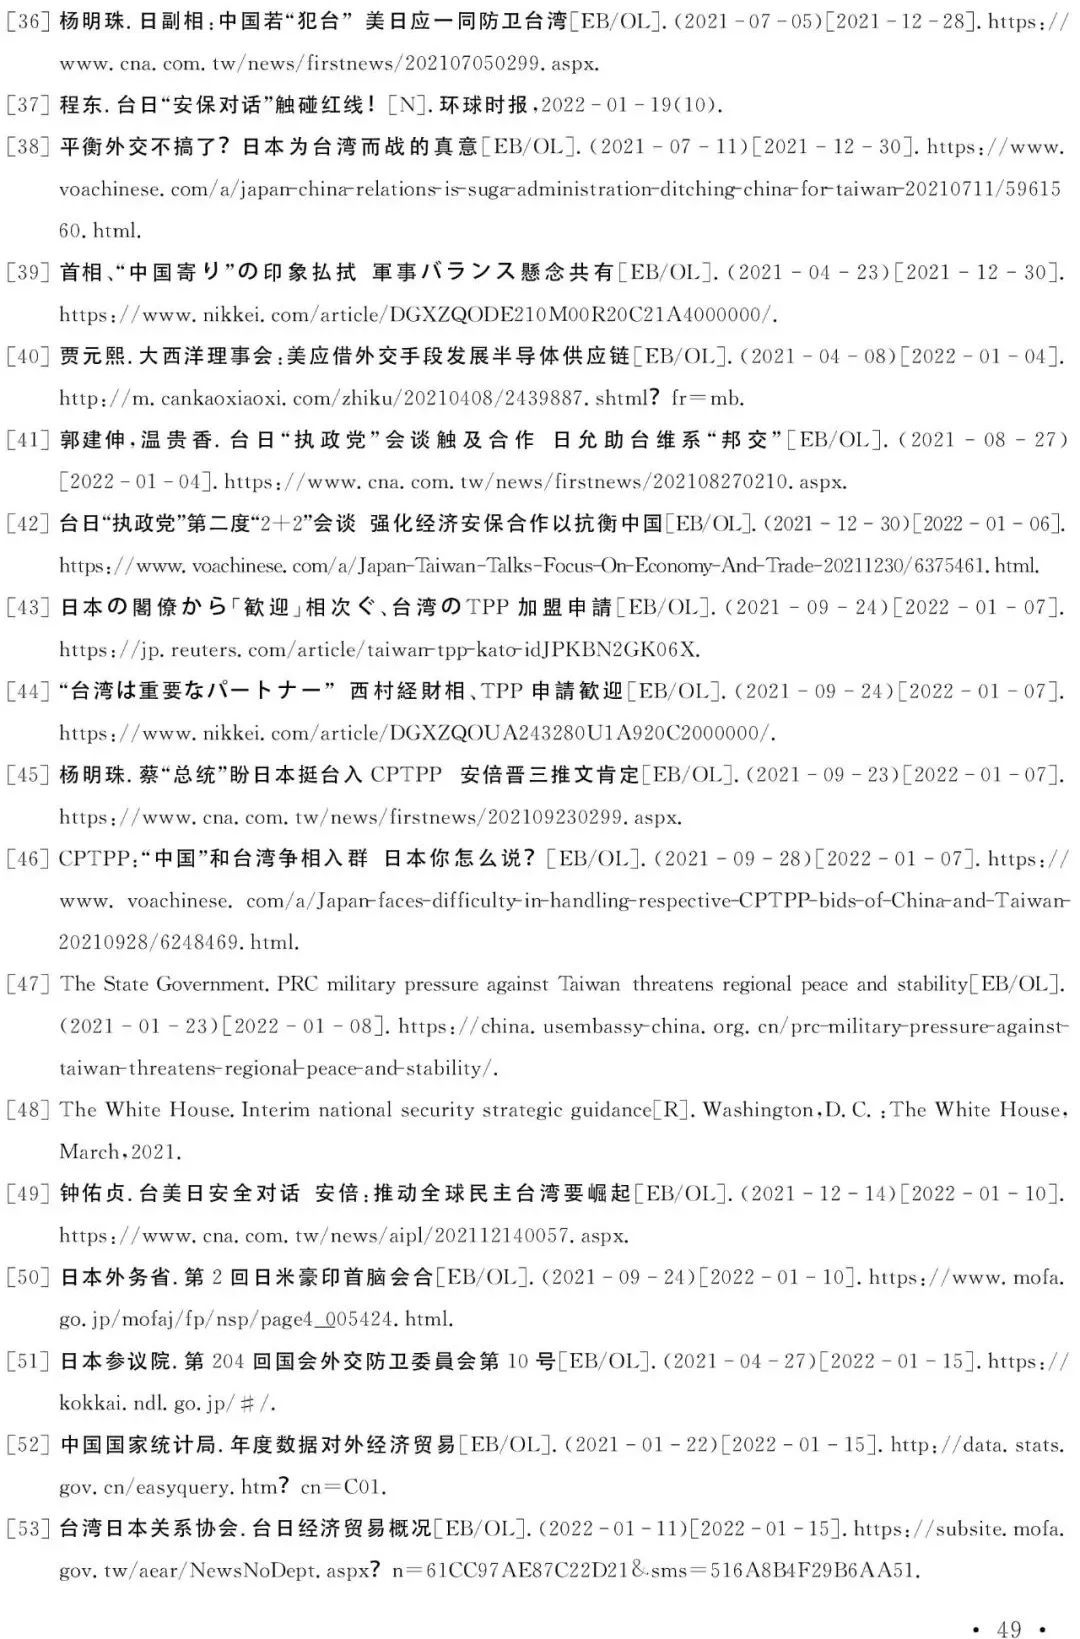 [36] 杨明珠.日副相:中国若“犯台” 美日应一同防卫台湾[EB/OL].(2021-07-05)[2021-12-28].https://
www.cna.com.tw/news/firstnews/202107050299.aspx.
[37] 程东.台日“安保对话”触碰红线![N].环球时报,2022-01-19(10).
[38] 平衡外交不搞了?日本为台湾而战的真意[EB/OL].(2021-07-11)[2021-12-30].https://www.
voachinese.com/a/japan-china-relations-is-suga-administration-ditching-china-for-taiwan-20210711/59615
60.html.
[39] 首相、“中国寄り”の印象払拭 軍事バランス懸念共有[EB/OL].(2021-04-23)[2021-12-30].
https://www.nikkei.com/article/DGXZQODE210M00R20C21A4000000/.
[40] 贾元熙.大西洋理事会:美应借外交手段发展半导体供应链[EB/OL].(2021-04-08)[2022-01-04].
http://m.cankaoxiaoxi.com/zhiku/20210408/2439887.shtml?fr=mb.
[41] 郭建伸,温贵香.台日“执政党”会谈触及合作 日允助台维系“邦交”[EB/OL].(2021-08-27)
[2022-01-04].https://www.cna.com.tw/news/firstnews/202108270210.aspx.
[42] 台日“执政党”第二度“2+2”会谈 强化经济安保合作以抗衡中国[EB/OL].(2021-12-30)[2022-01-06].
https://www.voachinese.com/a/Japan-Taiwan-Talks-Focus-On-Economy-And-Trade-20211230/6375461.html.
[43] 日本の閣僚から「歓迎」相次ぐ、台湾のTPP加盟申請[EB/OL].(2021-09-24)[2022-01-07].
https://jp.reuters.com/article/taiwan-tpp-kato-idJPKBN2GK06X.
[44] “台湾は重要なパートナー” 西村経財相、TPP申請歓迎[EB/OL].(2021-09-24)[2022-01-07].
https://www.nikkei.com/article/DGXZQOUA243280U1A920C2000000/.
[45] 杨明珠.蔡“总统”盼日本挺台入CPTPP 安倍晋三推文肯定[EB/OL].(2021-09-23)[2022-01-07].
https://www.cna.com.tw/news/firstnews/202109230299.aspx.
[46] CPTPP:“中国”和台湾争相入群 日本你怎么说?[EB/OL].(2021-09-28)[2022-01-07].https://
www.voachinese.com/a/Japan-faces-difficulty-in-handling-respective-CPTPP-bids-of-China-and-Taiwan-
20210928/6248469.html.
[47] The State Government. PRC military pressure against Taiwan threatens regional peace and stability[EB/OL].
(2021-01-23)[2022-01-08].https://china.usembassy-china.org.cn/prc-military-pressure-against-
taiwan-threatens-regional-peace-and-stability/.
[48] The White House. Interim national security strategic guidance[R]. Washington,D.C.:The White House,
March,2021.
[49] 钟佑贞.台美日安全对话 安倍:推动全球民主台湾要崛起[EB/OL].(2021-12-14)[2022-01-10].
https://www.cna.com.tw/news/aipl/202112140057.aspx.
[50] 日本外务省.第2回日米豪印首脑会合[EB/OL].(2021-09-24)[2022-01-10].https://www.mofa.
go.jp/mofaj/fp/nsp/page4_005424.html.
[51] 日本参议院.第204回国会外交防卫委員会第10号[EB/OL].(2021-04-27)[2022-01-15].https://
kokkai.ndl.go.jp/#/.
[52] 中国国家统计局.年度数据对外经济贸易[EB/OL].(2021-01-22)[2022-01-15].http://data.stats.
gov.cn/easyquery.htm?cn=C01.
[53] 台湾日本关系协会.台日经济贸易概况[EB/OL].(2022-01-11)[2022-01-15].https://subsite.mofa.
gov.tw/aear/NewsNoDept.aspx?n=61CC97AE87C22D21&sms=516A8B4F29B6AA51.
• 49 •